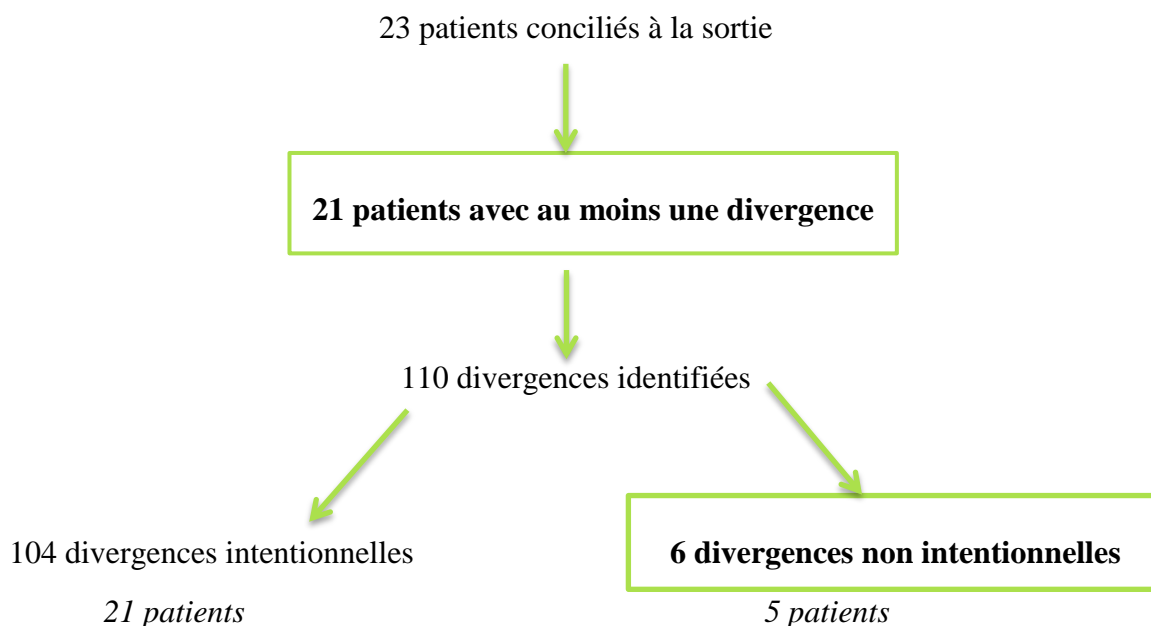 23 patients conciliés à la sortie
21 patients avec au moins une divergence
110 divergences identifiées
104 divergences intentionnelles
6 divergences non intentionnelles
21 patients
5 patients